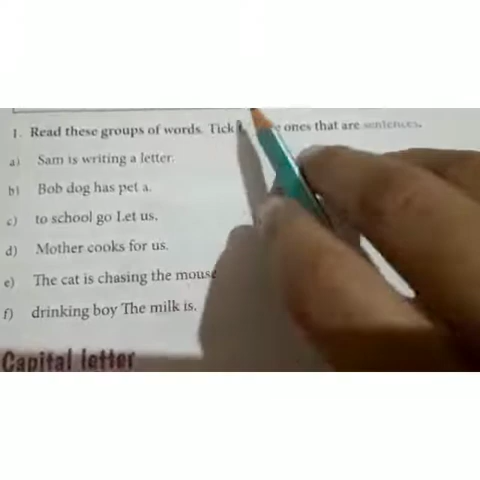 1. Read these groups of words. Tick ones that are sentences.
a) Sam is writing a letter.
b) Bob dog has pet a.
c) to school go Let us.
d) Mother cooks for us.
e) The cat is chasing the mouse
f) drinking boy The milk is.
Capital letter